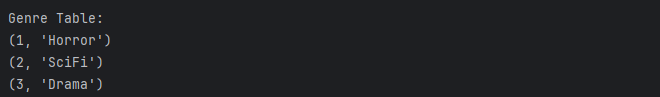 Genre Table:
(1, 'Horror')
(2, 'SciFi')
(3, 'Drama')